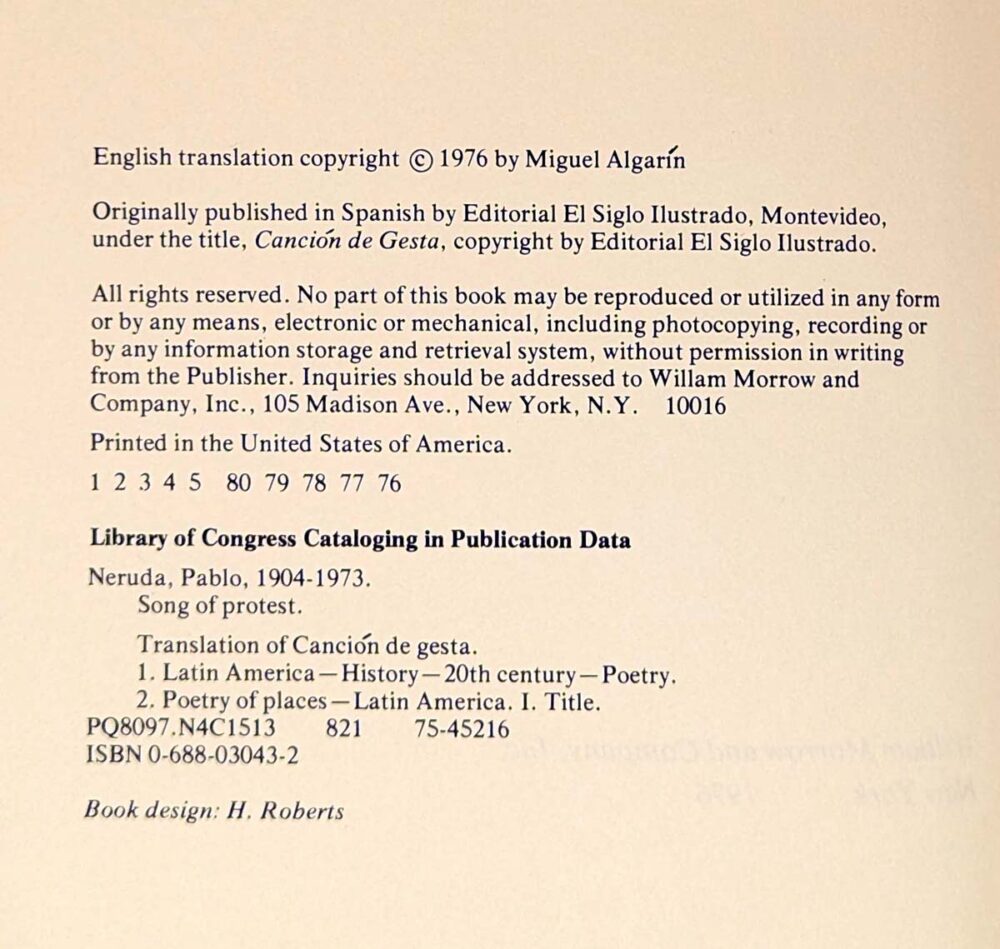 English translation copyright © 1976 by Miguel Algarín
Originally published in Spanish by Editorial El Siglo Ilustrado, Montevideo,
under the title, Canción de Gesta, copyright by Editorial El Siglo Ilustrado.
All rights reserved. No part of this book may be reproduced or utilized in any form
or by any means, electronic or mechanical, including photocopying, recording or
by any information storage and retrieval system, without permission in writing
from the Publisher. Inquiries should be addressed to Willam Morrow and
Company, Inc., 105 Madison Ave., New York, N.Y. 10016
Printed in the United States of America.
1 2 3 4 5 80 79 78 77 76
Library of Congress Cataloging in Publication Data
Neruda, Pablo, 1904-1973.
Song of protest.
Translation of Canción de gesta.
1. Latin America—History—20th century—Poetry.
2. Poetry of places—Latin America. I. Title.
PQ8097.N4C1513 821 75-45216
ISBN 0-688-03043-2
Book design: H. Roberts